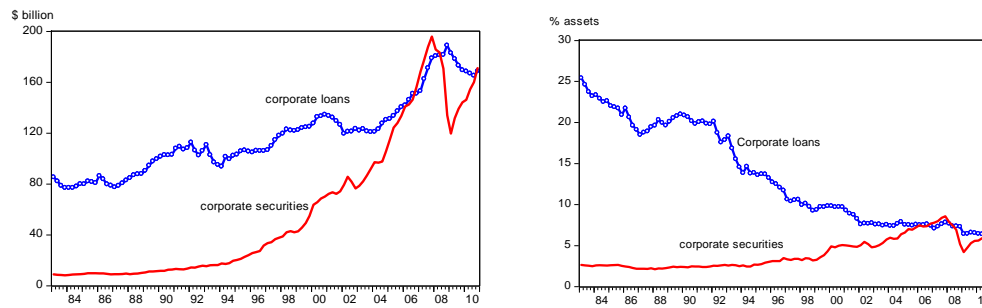 $ billion
200
160
120
80
40
0
corporate loans
corporate securities
84 86 88 90 92 94 96 98 00 02 04 06 08 10
% assets
30
25
20
15
10
5
0
Corporate loans
corporate securities
84 86 88 90 92 94 96 98 00 02 04 06 08 1